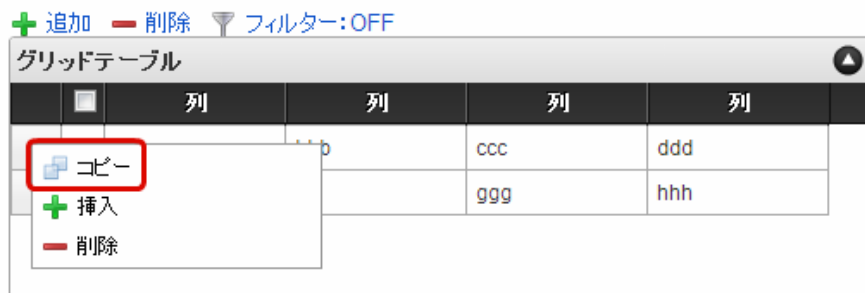 追加 削除 フィルター：OFF
グリッドテーブル
列 列 列 列
ccc ddd
コピー
ggg hhh
挿入
削除